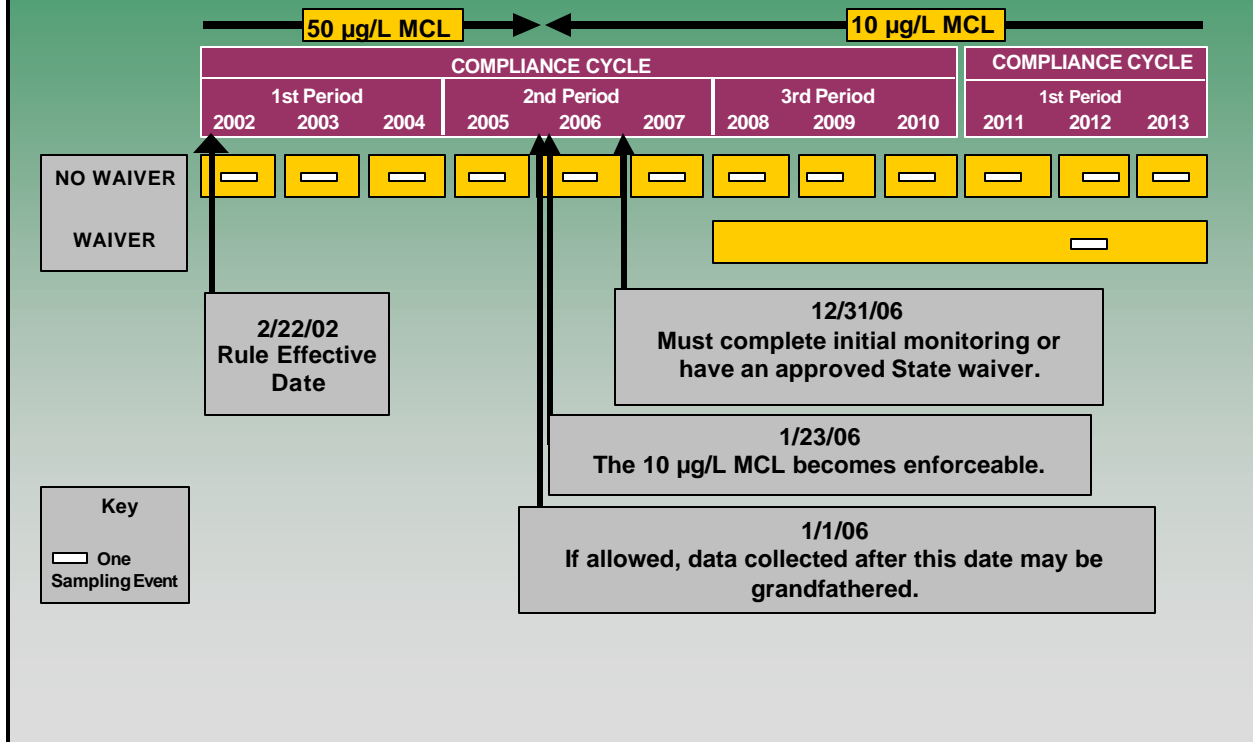 50 µg/L MCL
10 µg/L MCL
COMPLIANCE CYCLE
COMPLIANCE CYCLE
1st Period
2nd Period
3rd Period
1st Period
2002 2003 2004 2005 2006 2007 2008 2009 2010 2011 2012 2013
NO WAIVER
WAIVER
2/22/02
Rule Effective
Date
12/31/06
Must complete initial monitoring or
have an approved State waiver.
1/23/06
The 10 µg/L MCL becomes enforceable.
1/1/06
If allowed, data collected after this date may be
grandfathered.
Key
One
Sampling Event